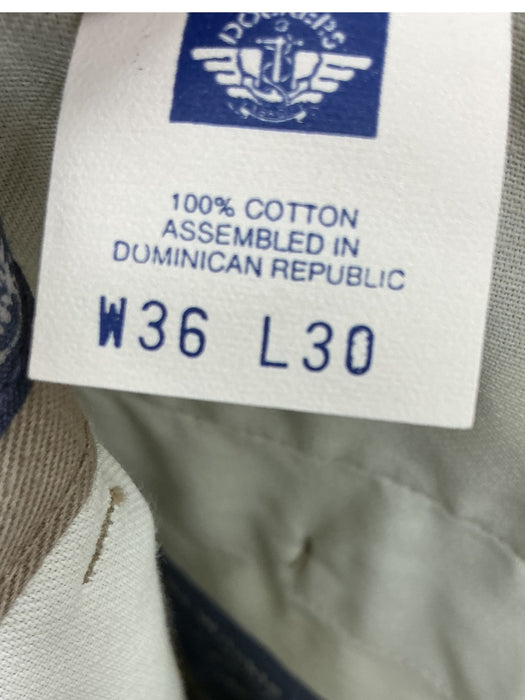 DOCKERS
100% COTTON
ASSEMBLED IN
DOMINICAN REPUBLIC
W36 L30